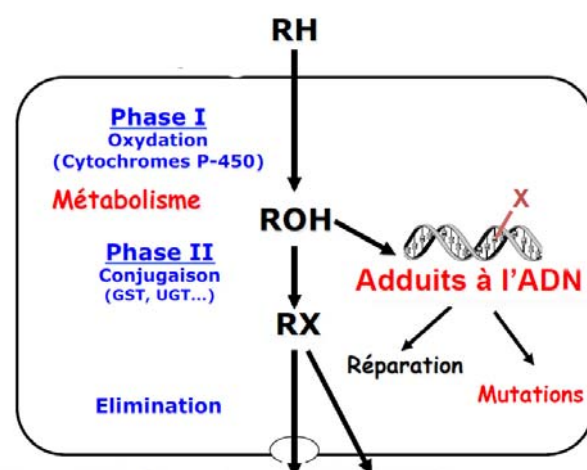 RH
Phase I
Oxydation
(Cytochromes P-450)
Métabolisme
ROH
X
Adduits à l'ADN
Phase II
Conjugaison
(GST, UGT...)
RX
Réparation
Mutations
Elimination